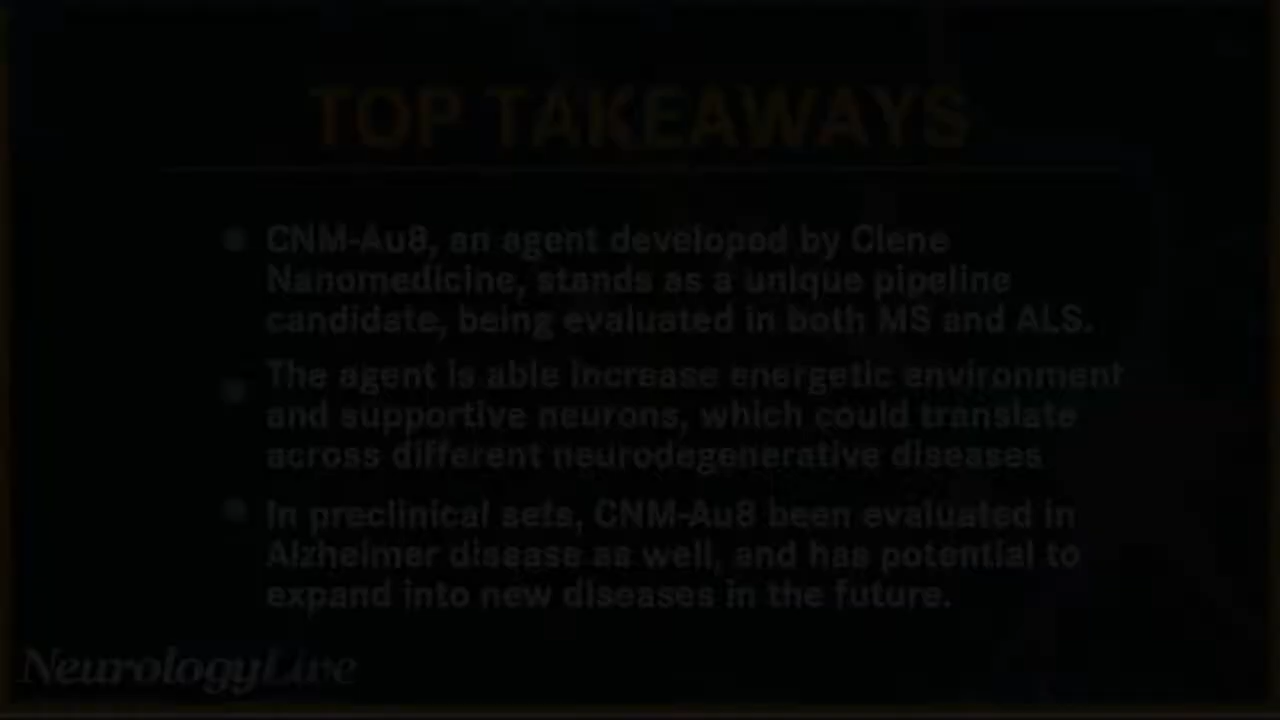 TOP TAKEAWAYS
CNM-Au8, an agent developed by Clene
Nanomedicine, stands as a unique pipeline
candidate, being evaluated in both MS and ALS.
The agent is able increase energetic environment
and supportive neurons, which could translate
across different neurodegenerative diseases
In preclinical sets, CNM-Au8 been evaluated in
Alzheimer disease as well, and has potential to
expand into new diseases in the future.
NeurologyLive